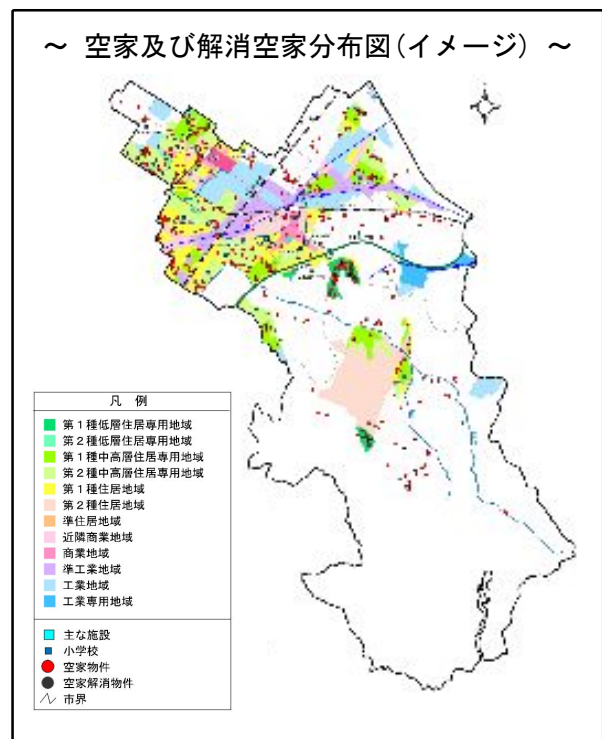 ～ 空家及び解消空家分布図(イメージ) ～
凡 例
第１種低層住居専用地域
第２種低層住居専用地域
第１種中高層住居専用地域
第２種中高層住居専用地域
第１種住居地域
第２種住居地域
準住居地域
近隣商業地域
商業地域
準工業地域
工業地域
工業専用地域
主な施設
小学校
空家物件
空家解消物件
市界